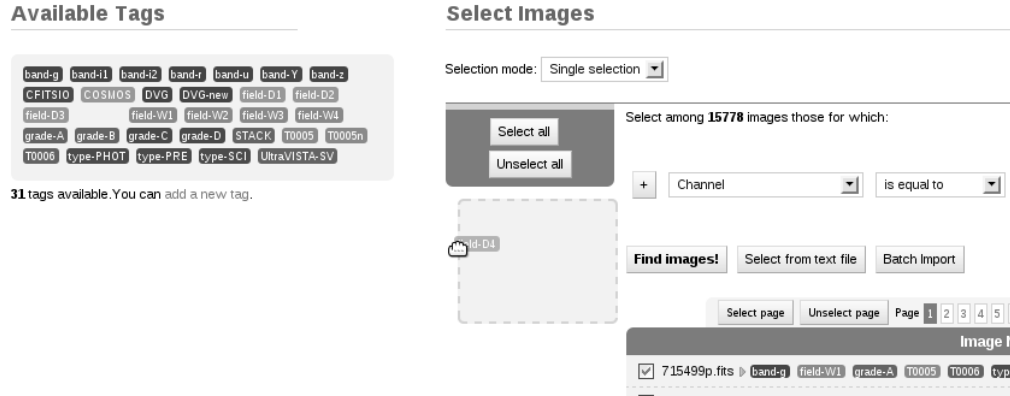 Available Tags
band-g band-i1 band-i2 band-r band-u band-Y band-z
CFITSIO COSMOS DVG DVG-new field-D1 field-D2
field-D3 field-W1 field-W2 field-W3 field-W4
grade-A grade-B grade-C grade-D STACK T0005 T0005n
T0006 type-PHOT type-PRE type-SCI UltraVISTA-SV
31 tags available.You can add a new tag.
Select Images
Selection mode: Single selection
Select all
Unselect all
ld-D4
Select among 15778 images those for which:
+ Channel is equal to
Find images! Select from text file Batch Import
Select page Unselect page Page 1 2 3 4 5
Image
715499p.fits band-g field-W1 grade-A T0005 T0006